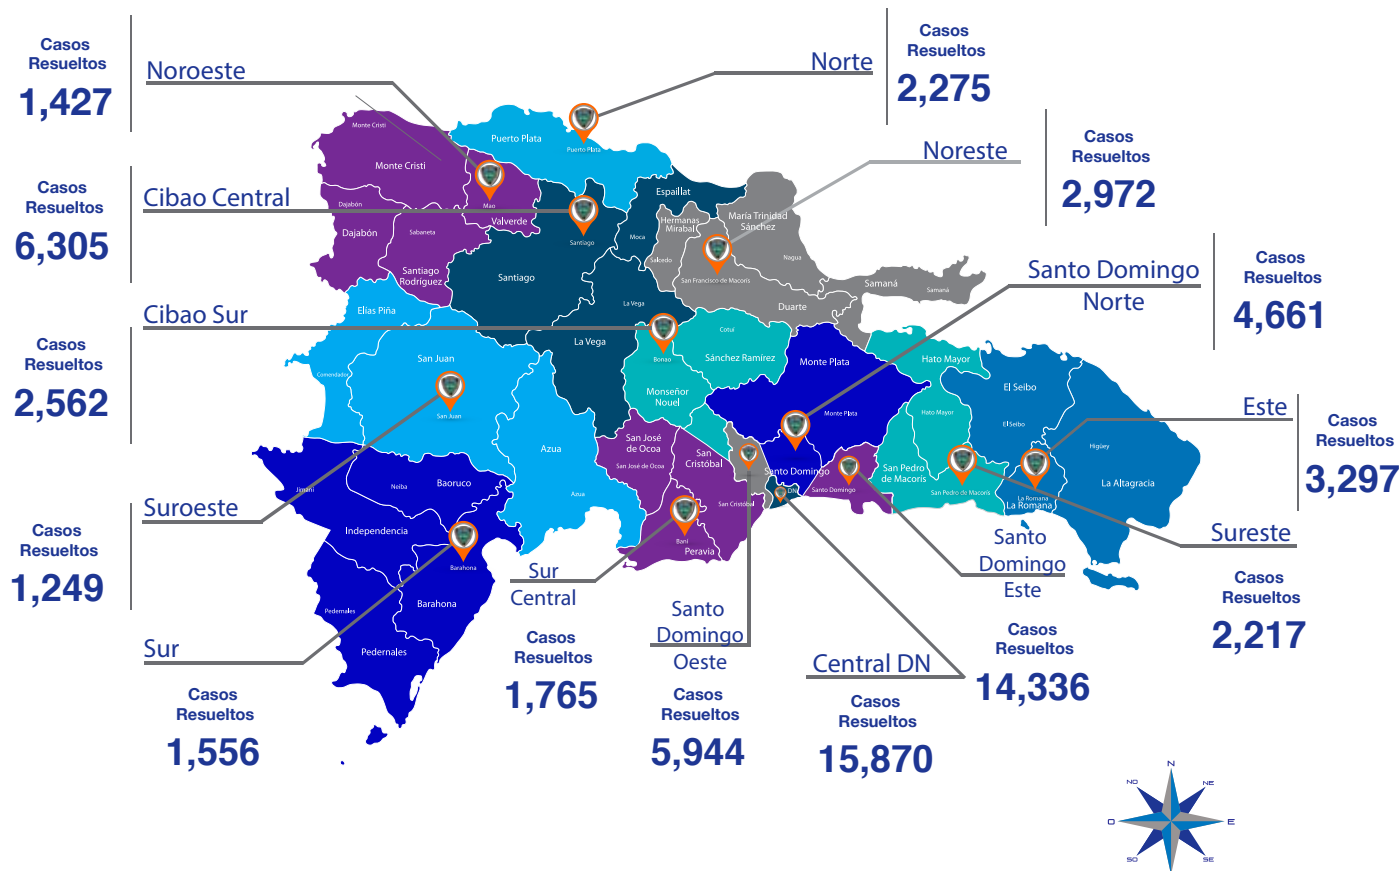 Casos
Resueltos
1,427
Noroeste
Norte
Casos
Resueltos
2,275
Noreste
Casos
Resueltos
2,972
Casos
Resueltos
6,305
Cibao Central
Santo Domingo
Norte
Casos
Resueltos
4,661
Cibao Sur
Casos
Resueltos
2,562
Este
Casos
Resueltos
3,297
Suroeste
Casos
Resueltos
1,249
Sureste
Casos
Resueltos
2,217
Sur
Casos
Resueltos
1,556
Sur
Central
Casos
Resueltos
1,765
Santo
Domingo
Oeste
Casos
Resueltos
5,944
Central DN
Casos
Resueltos
15,870
Santo
Domingo
Este
Casos
Resueltos
14,336
Monte Cristi
Monte Cristi
Puerto Plata
Puerto Plata
Mao
Valverde
Dajabón
Dajabón
Sabaneta
Santiago
Rodríguez
Santiago
Santiago
Espaillat
Moca
Hermanas
Mirabal
Salcedo
María Trinidad
Sánchez
Nagua
San Francisco de Macorís
Duarte
Samaná
Samaná
La Vega
La Vega
Elías Piña
Comendador
San Juan
San Juan
Azua
Azua
Bonao
Monseñor
Nouel
Cotuí
Sánchez Ramírez
Monte Plata
Monte Plata
Hato Mayor
Hato Mayor
El Seibo
El Seibo
Higüey
La Altagracia
La Romana
La Romana
San Pedro
de Macorís
San Pedro de Macorís
Santo Domingo
Santo Domingo
DN
San José
de Ocoa
San José de Ocoa
San
Cristóbal
San Cristóbal
Baní
Peravia
Jimaní
Neiba
Baoruco
Independencia
Barahona
Barahona
Pedernales
Pedernales
N
NO
NE
O
E
SO
SE